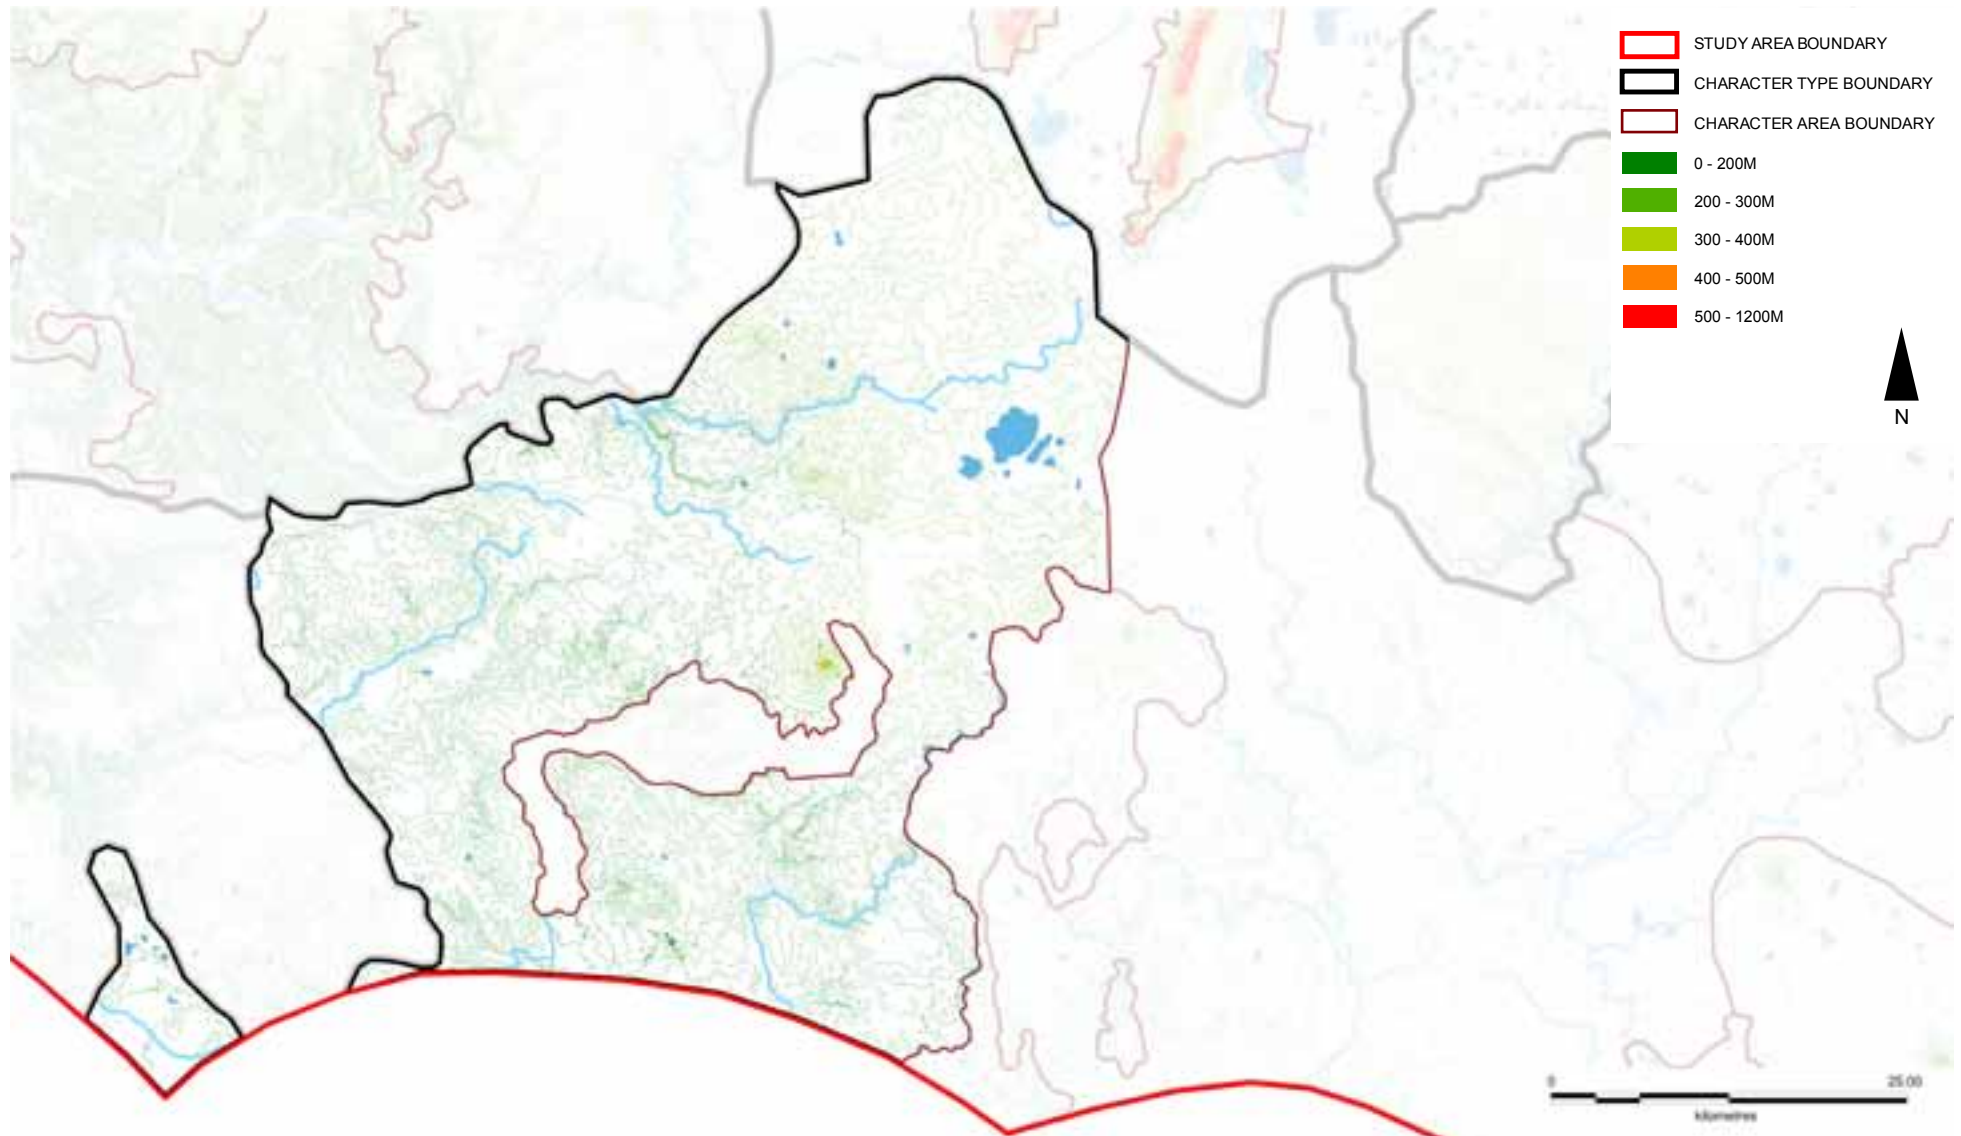 STUDY AREA BOUNDARY
CHARACTER TYPE BOUNDARY
CHARACTER AREA BOUNDARY
0 - 200M
200 - 300M
300 - 400M
400 - 500M
500 - 1200M
N
0 25.00
kilometres